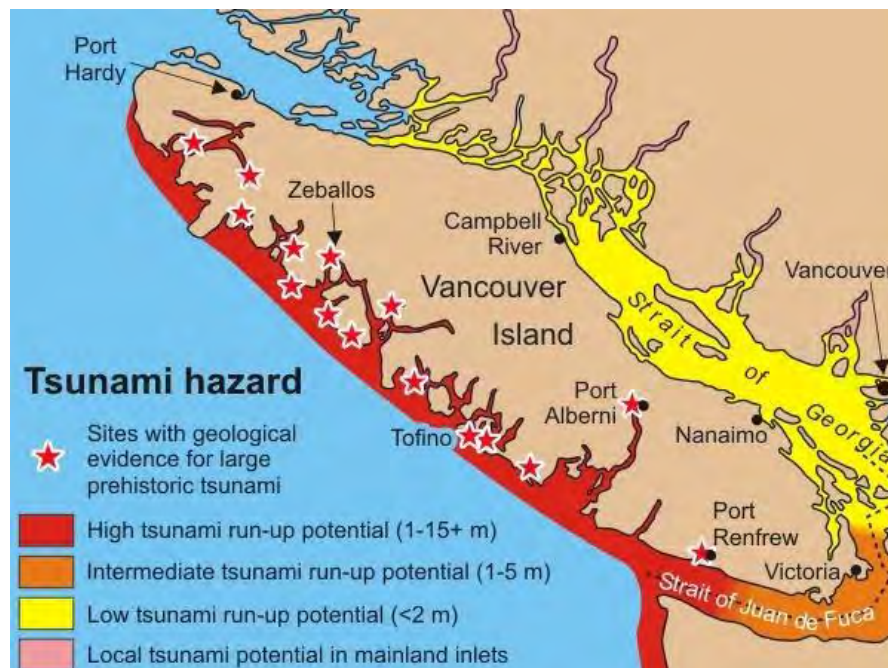 Port
Hardy
Zeballos
Campbell
River
Vancouver
Vancouver
Island
Strait of Georgia
Tsunami hazard
Sites with geological
evidence for large
prehistoric tsunami
Port
Alberni
Tofino
Nanaimo
High tsunami run-up potential (1-15+ m)
Port
Renfrew
Intermediate tsunami run-up potential (1-5 m)
Victoria
Strait of Juan de Fuca
Low tsunami run-up potential (<2 m)
Local tsunami potential in mainland inlets